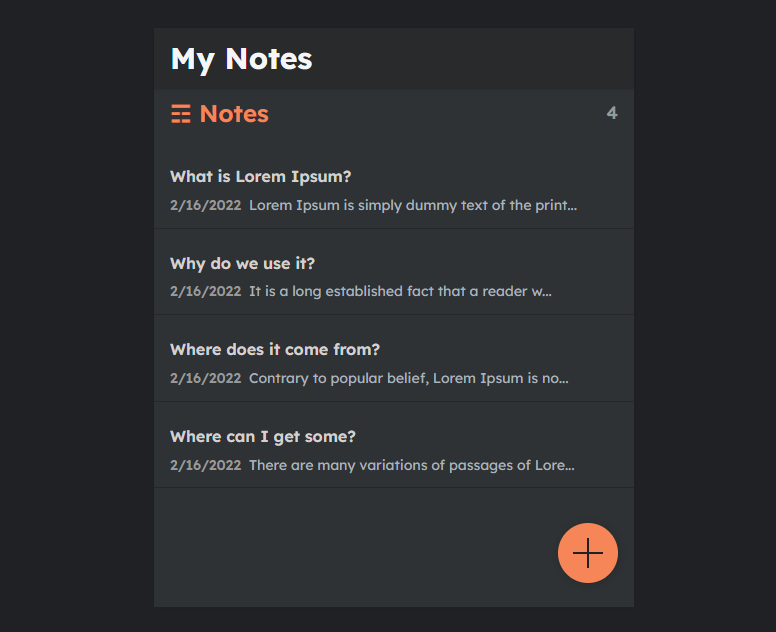 My Notes
☶ Notes 4
What is Lorem Ipsum?
2/16/2022 Lorem Ipsum is simply dummy text of the print...
Why do we use it?
2/16/2022 It is a long established fact that a reader w...
Where does it come from?
2/16/2022 Contrary to popular belief, Lorem Ipsum is no...
Where can I get some?
2/16/2022 There are many variations of passages of Lore...